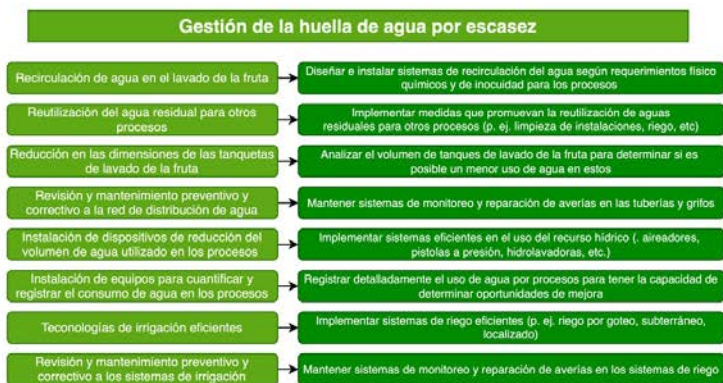 Gestión de la huella de agua por escasez
Recirculación de agua en el lavado de la fruta
Diseñar e instalar sistemas de recirculación del agua según requerimientos físico
químicos y de inocuidad para los procesos
Reutilización del agua residual para otros
procesos
Implementar medidas que promuevan la reutilización de aguas
residuales para otros procesos (p. ej. limpieza de instalaciones, riego, etc)
Reducción en las dimensiones de las tanquetas
de lavado de la fruta
Analizar el volumen de tanques de lavado de la fruta para determinar si es
posible un menor uso de agua en estos
Revisión y mantenimiento preventivo y
correctivo a la red de distribución de agua
Mantener sistemas de monitoreo y reparación de averías en las tuberías y grifos
Instalación de dispositivos de reducción del
volumen de agua utilizado en los procesos
Implementar sistemas eficientes en el uso del recurso hídrico (. aireadores,
pistolas a presión, hidrolavadoras, etc.)
Instalación de equipos para cuantificar y
registrar el consumo de agua en los procesos
Registrar detalladamente el uso de agua por procesos para tener la capacidad de
determinar oportunidades de mejora
Teconologías de irrigación eficientes
Implementar sistemas de riego eficientes (p. ej. riego por goteo, subterráneo,
localizado)
Revisión y mantenimiento preventivo y
correctivo a los sistemas de irrigación
Mantener sistemas de monitoreo y reparación de averías en los sistemas de riego